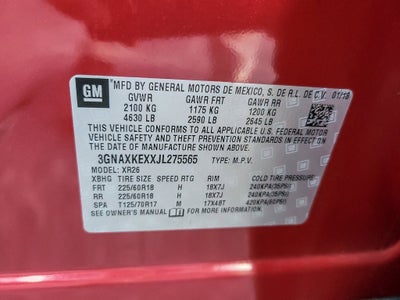 GM
MFD BY GENERAL MOTORS DE MEXICO, S. DE R.L. DE C.V. 01/18
GVWR GAWR FRT GAWR RR
2100 KG 1175 KG 1200 KG
4630 LB 2590 LB 2645 LB
THIS VEHICLE CONFORMS TO ALL APPLICABLE U.S. FEDERAL
MOTOR VEHICLE SAFETY, BUMPER, AND THEFT PREVENTION
STANDARDS IN EFFECT ON
THE DATE OF MANUFACTURE SHOWN ABOVE.
3GNAXKEXXJL275565 TYPE: M.P.V.
MODEL: XR26
XBHG TIRE SIZE SPEED RTG RIM COLD TIRE PRESSURE
FRT 225/60R18 H 18X7J 240KPA(35PSI)
RR 225/60R18 H 18X7J 240KPA(35PSI)
SPA T125/70R17 M 17X4BT 420KPA(60PSI)
FOR MORE INFORMATION.